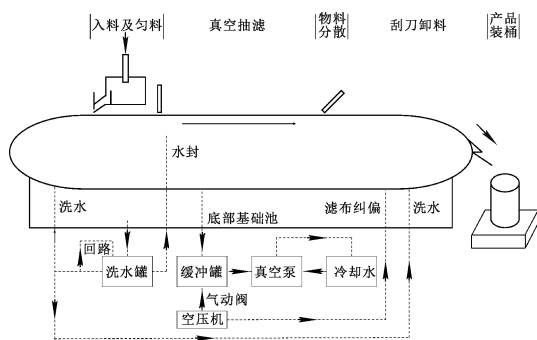 入料及匀料
真空抽滤
物料
分散
刮刀卸料
产品
装桶
水封
洗水
底部基础池
滤布纠偏
洗水
回路
洗水罐
缓冲罐
真空泵
冷却水
气动阀
空压机